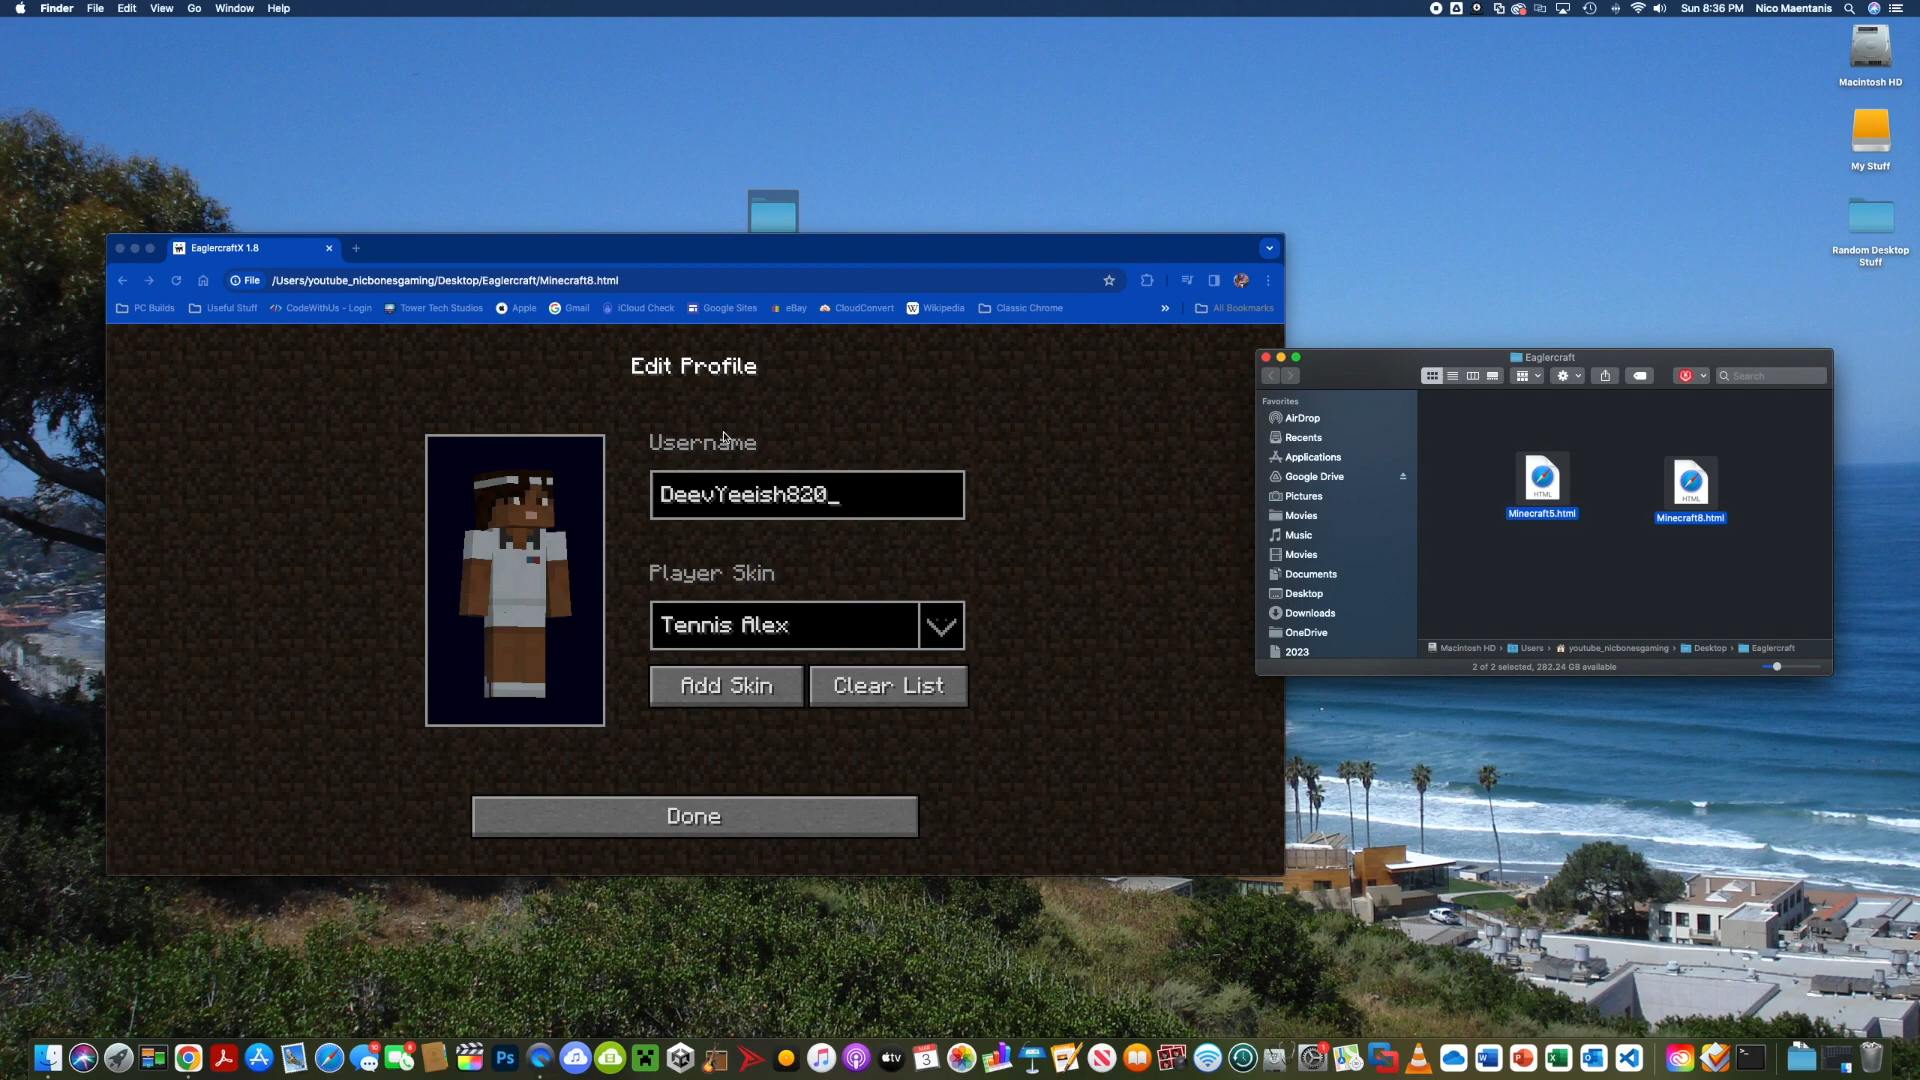 Finder File Edit View Go Window Help
Sun 8:36 PM Nico Maentanis
Macintosh HD
My Stuff
Random Desktop
Stuff
EaglercraftX 1.8
File /Users/youtube_nicbonesgaming/Desktop/Eaglercraft/Minecraft8.html
PC Builds Useful Stuff CodeWithUs - Login Tower Tech Studios Apple Gmail iCloud Check Google Sites eBay CloudConvert Wikipedia Classic Chrome » All Bookmarks
Edit Profile
Username
DeevYeeish820_
Player Skin
Tennis Alex
Add Skin Clear List
Done
Eaglercraft
Search
Favorites
AirDrop
Recents
Applications
Google Drive
Pictures
Movies
Music
Movies
Documents
Desktop
Downloads
OneDrive
2023
HTML
Minecraft5.html
HTML
Minecraft8.html
Macintosh HD › Users › youtube_nicbonesgaming › Desktop › Eaglercraft
2 of 2 selected, 282.24 GB available